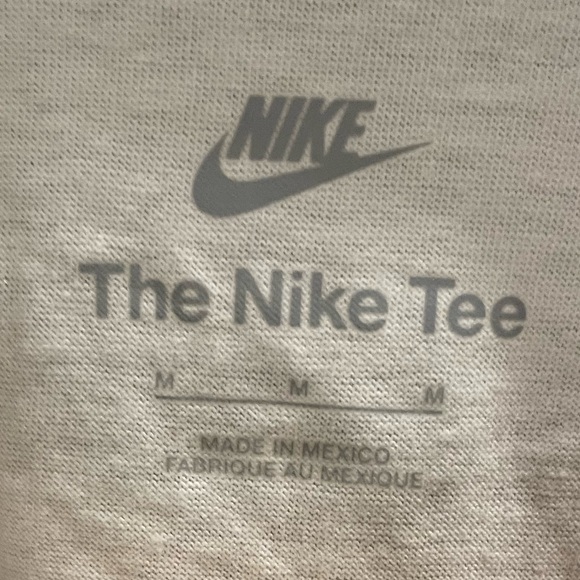 NIKE
The Nike Tee
M M M
MADE IN MEXICO
FABRIQUE AU MEXIQUE